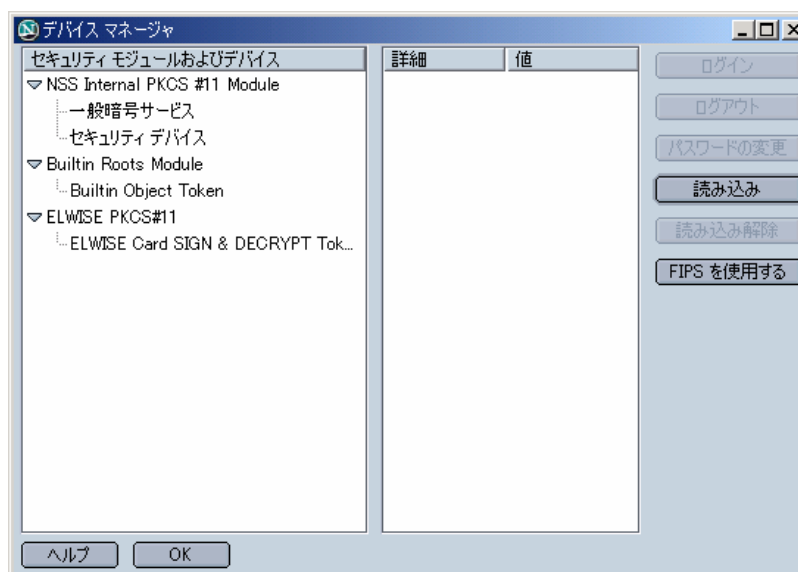 デバイス マネージャ
セキュリティ モジュールおよびデバイス
NSS Internal PKCS #11 Module
一般暗号サービス
セキュリティ デバイス
Builtin Roots Module
Builtin Object Token
ELWISE PKCS#11
ELWISE Card SIGN & DECRYPT Tok...
詳細 値
ログイン
ログアウト
パスワードの変更
読み込み
読み込み解除
FIPS を使用する
ヘルプ OK